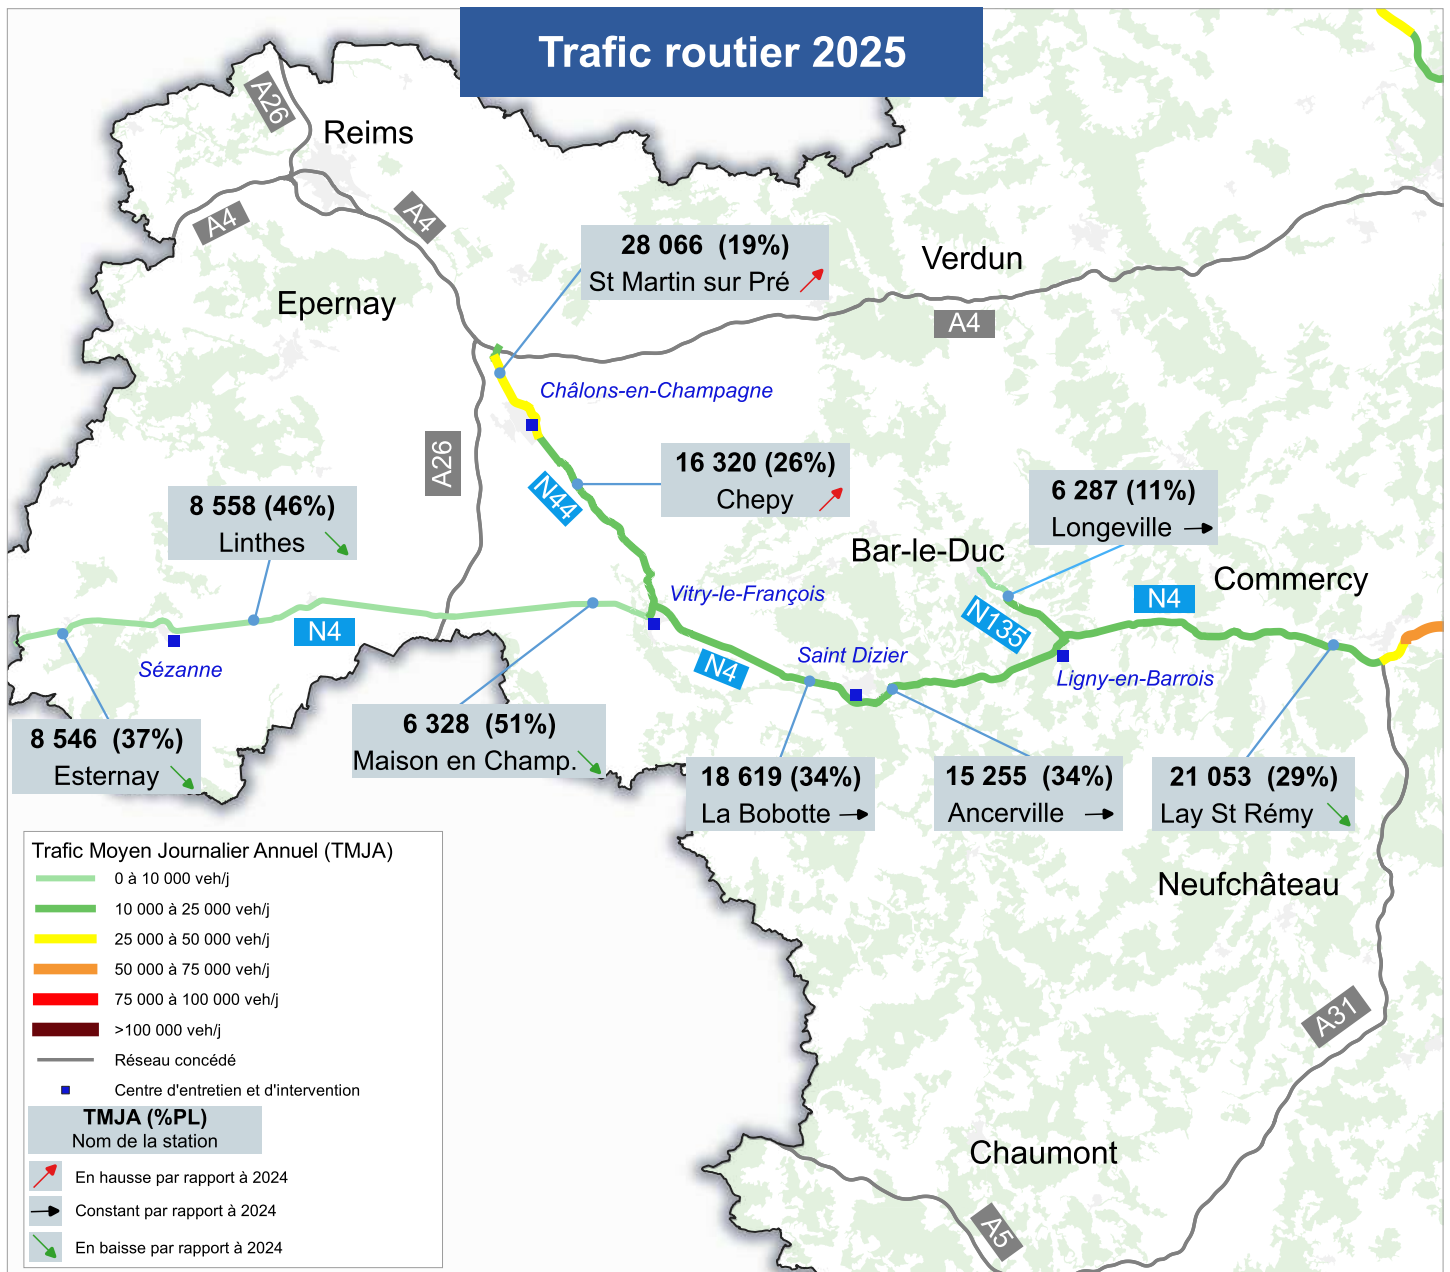 Trafic routier 2025
A26
Reims
A4
A4
28 066 (19%)
St Martin sur Pré
Verdun
Epernay
A4
Châlons-en-Champagne
A26
16 320 (26%)
Chepy
N44
6 287 (11%)
Longeville
8 558 (46%)
Linthes
Bar-le-Duc
Commercy
Vitry-le-François
N135
N4
N4
Sézanne
N4
Saint Dizier
Ligny-en-Barrois
8 546 (37%)
Esternay
6 328 (51%)
Maison en Champ.
18 619 (34%)
La Bobotte
15 255 (34%)
Ancerville
21 053 (29%)
Lay St Rémy
Neufchâteau
A31
Chaumont
A5
Trafic Moyen Journalier Annuel (TMJA)
0 à 10 000 veh/j
10 000 à 25 000 veh/j
25 000 à 50 000 veh/j
50 000 à 75 000 veh/j
75 000 à 100 000 veh/j
>100 000 veh/j
Réseau concédé
Centre d'entretien et d'intervention
TMJA (%PL)
Nom de la station
En hausse par rapport à 2024
Constant par rapport à 2024
En baisse par rapport à 2024